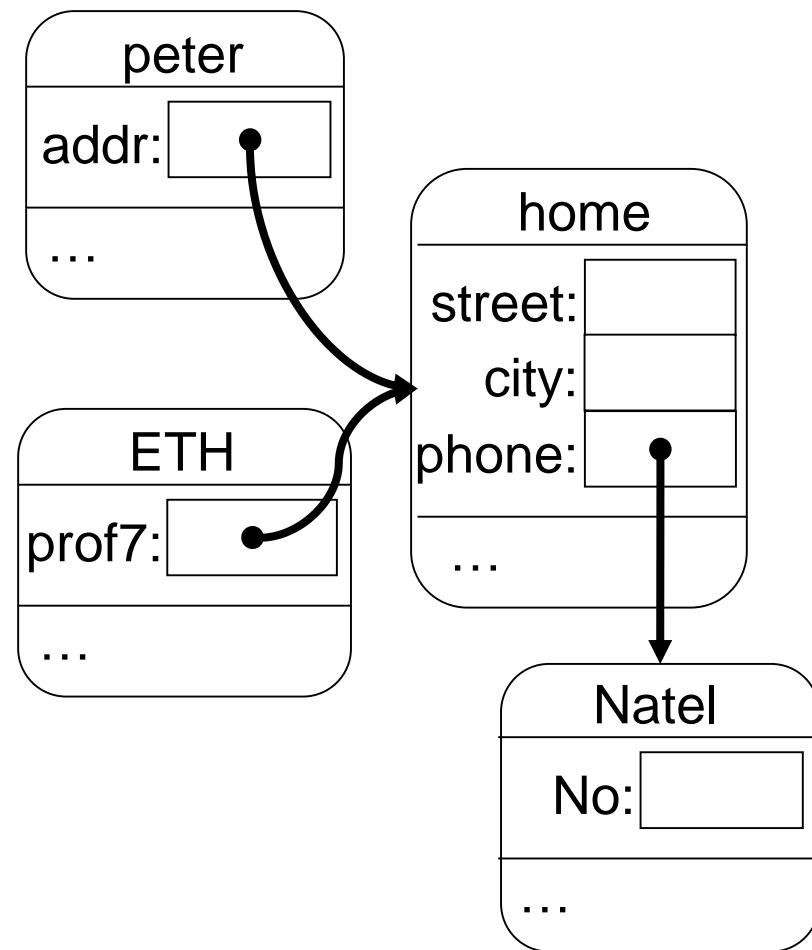 peter
addr:
…
home
street:
city:
phone:
…
ETH
prof7:
…
Natel
No:
…